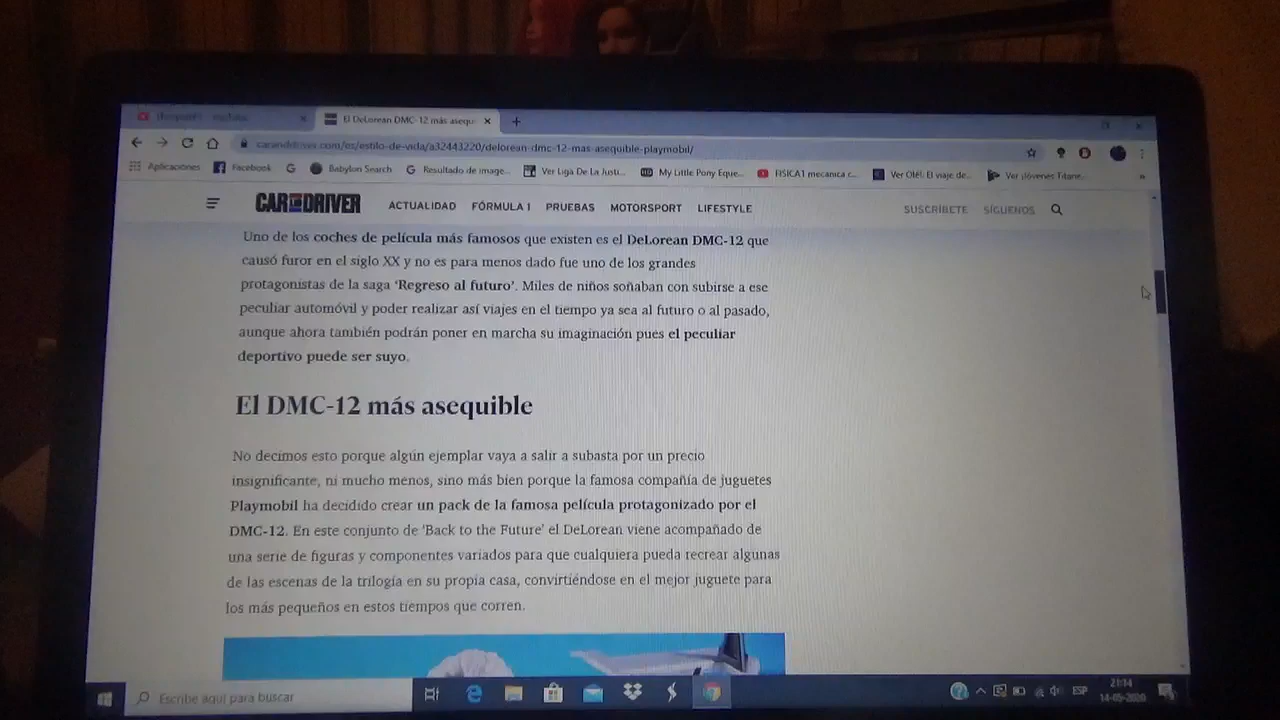 El DeLorean DMC-12 más asequ
caranddriver.com/es/estilo-de-vida/a32443220/delorean-dmc-12-mas-asequible-playmobil/
Aplicaciones Facebook G Babylon Search G Resultado de image... Ver Liga De La Justi... My Little Pony Eque... FISICA1 mecanica c... Ver Olé!: El viaje de... Ver ¡Jóvenes Titane... »
CAR AND DRIVER ACTUALIDAD FÓRMULA 1 PRUEBAS MOTORSPORT LIFESTYLE SUSCRÍBETE SÍGUENOS
Uno de los coches de película más famosos que existen es el DeLorean DMC-12 que
causó furor en el siglo XX y no es para menos dado fue uno de los grandes
protagonistas de la saga ‘Regreso al futuro’. Miles de niños soñaban con subirse a ese
peculiar automóvil y poder realizar así viajes en el tiempo ya sea al futuro o al pasado,
aunque ahora también podrán poner en marcha su imaginación pues el peculiar
deportivo puede ser suyo.
El DMC-12 más asequible
No decimos esto porque algún ejemplar vaya a salir a subasta por un precio
insignificante, ni mucho menos, sino más bien porque la famosa compañía de juguetes
Playmobil ha decidido crear un pack de la famosa película protagonizado por el
DMC-12. En este conjunto de ‘Back to the Future’ el DeLorean viene acompañado de
una serie de figuras y componentes variados para que cualquiera pueda recrear algunas
de las escenas de la trilogía en su propia casa, convirtiéndose en el mejor juguete para
los más pequeños en estos tiempos que corren.
Escribe aquí para buscar
ESP
21:14
14-05-2020